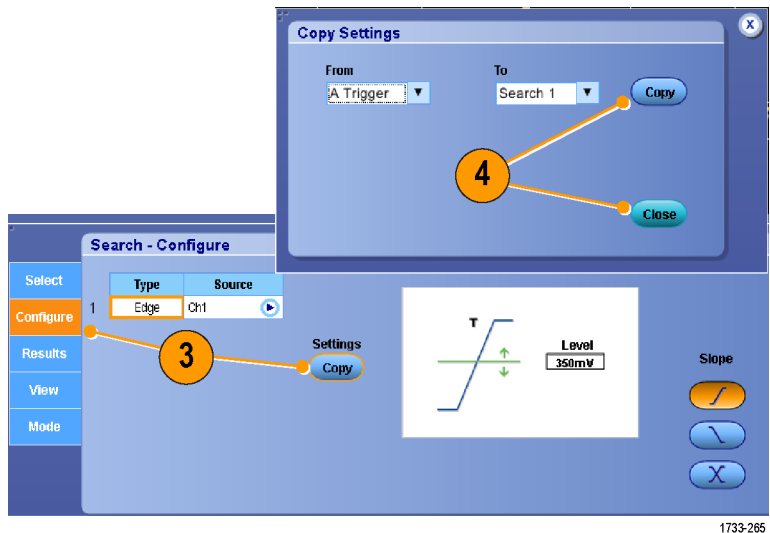 Copy Settings
X
From
To
A Trigger
Search 1
Copy
4
Close
Search - Configure
Select
Type
Source
Configure
1
Edge
Ch1
T
Settings
Level
Results
3
Copy
350mV
Slope
View
Mode
1733-265